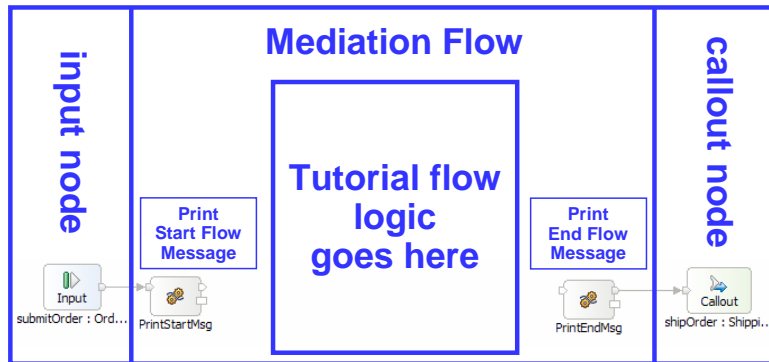 input node
Mediation Flow
callout node
Tutorial flow
logic
goes here
Print
Start Flow
Message
Print
End Flow
Message
Input
submitOrder : Ord...
PrintStartMsg
PrintEndMsg
Callout
shipOrder : Shippi...